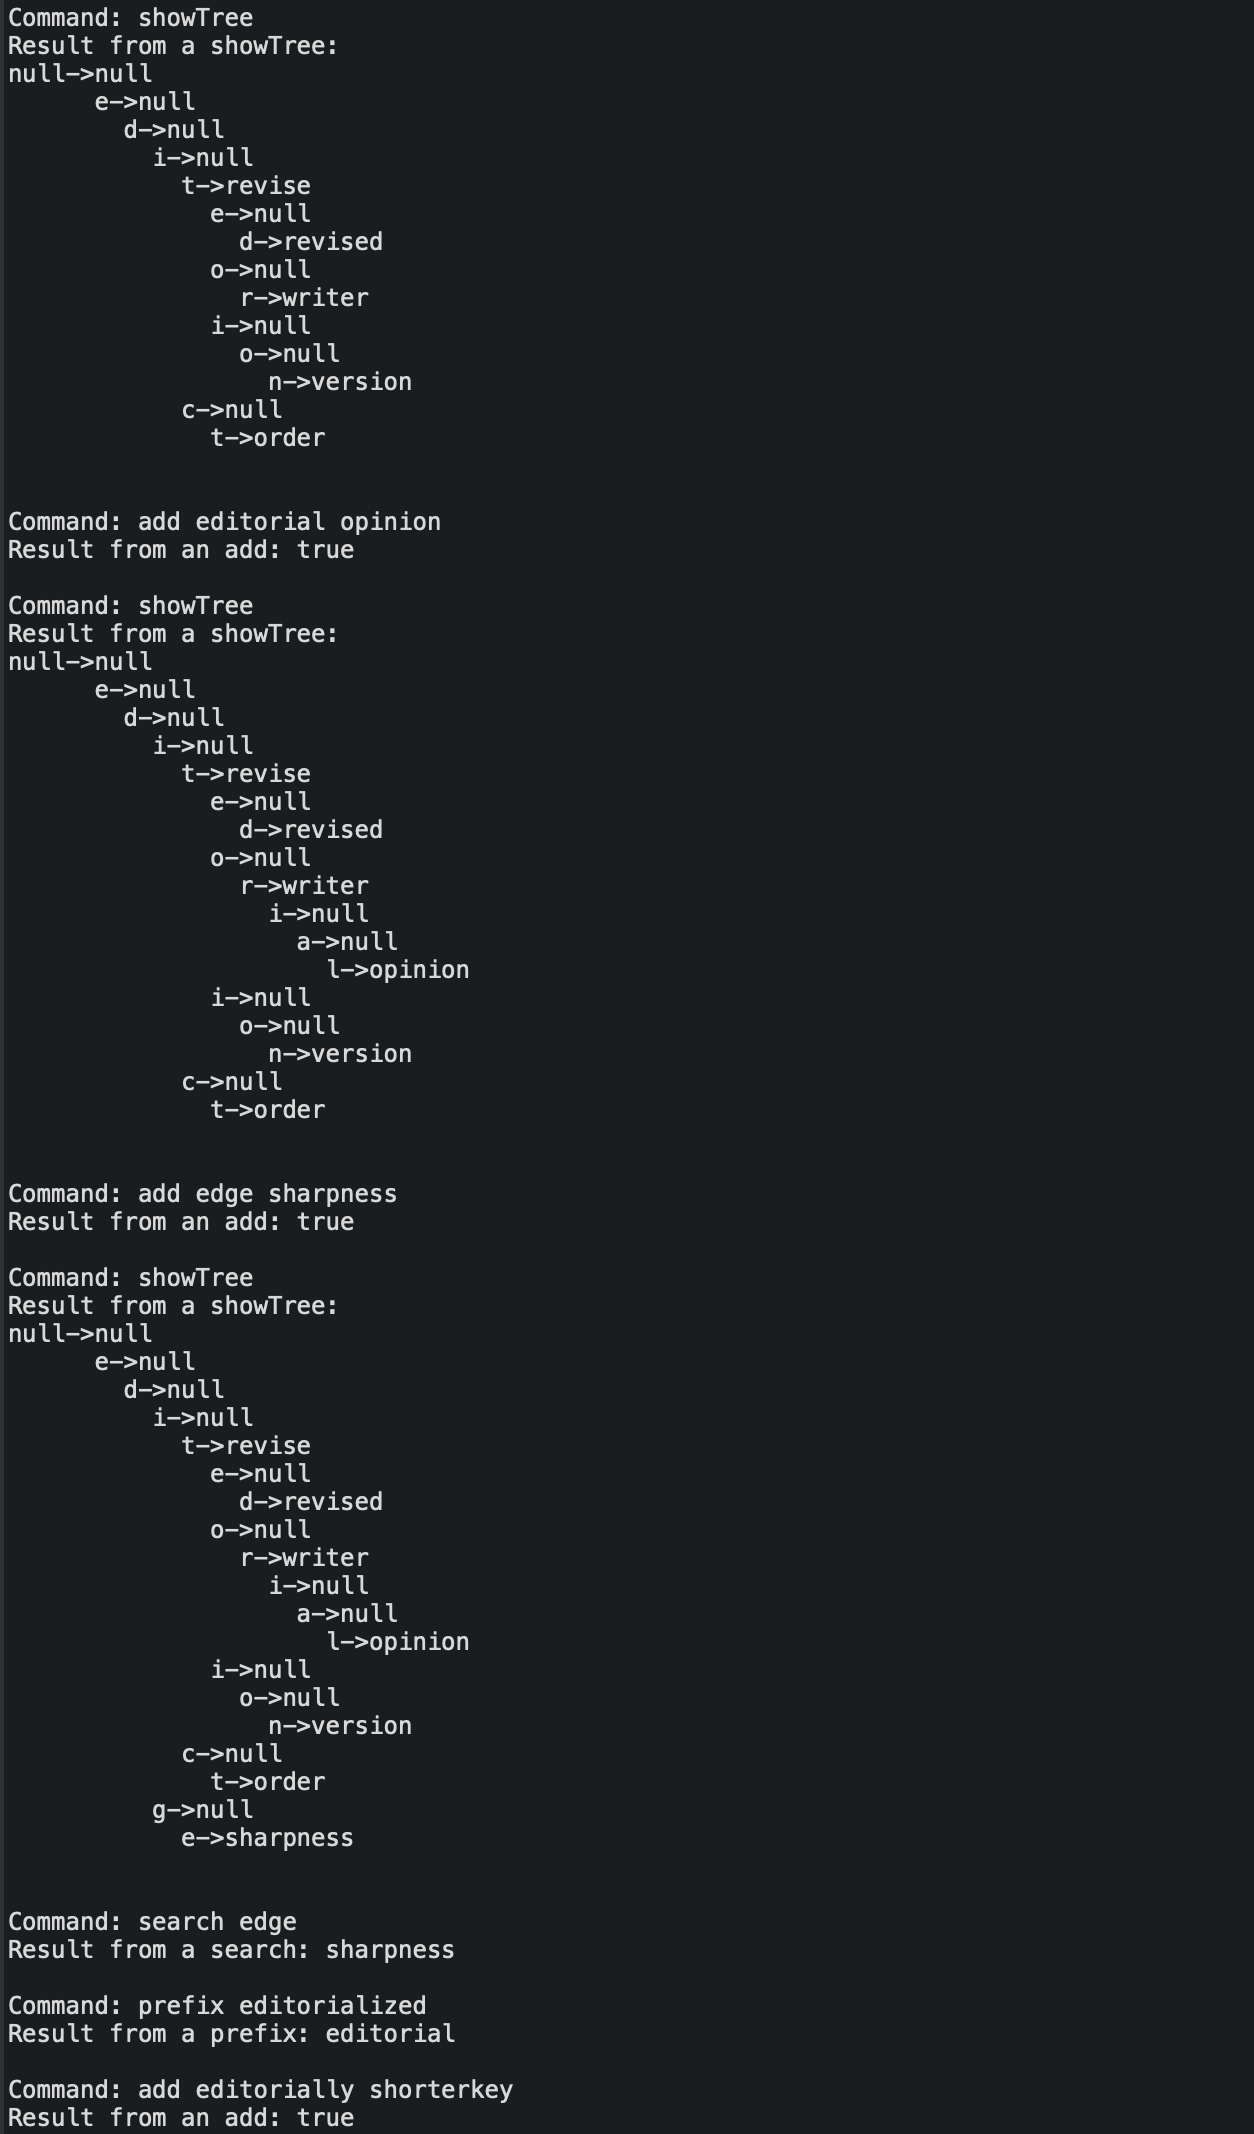 Command: showTree
Result from a showTree:
null->null
      e->null
        d->null
          i->null
            t->revise
              e->null
                d->revised
              o->null
                r->writer
              i->null
                o->null
                  n->version
            c->null
              t->order
Command: add editorial opinion
Result from an add: true
Command: showTree
Result from a showTree:
null->null
      e->null
        d->null
          i->null
            t->revise
              e->null
                d->revised
              o->null
                r->writer
                  i->null
                    a->null
                      l->opinion
              i->null
                o->null
                  n->version
            c->null
              t->order
Command: add edge sharpness
Result from an add: true
Command: showTree
Result from a showTree:
null->null
      e->null
        d->null
          i->null
            t->revise
              e->null
                d->revised
              o->null
                r->writer
                  i->null
                    a->null
                      l->opinion
              i->null
                o->null
                  n->version
            c->null
              t->order
          g->null
            e->sharpness
Command: search edge
Result from a search: sharpness
Command: prefix editorialized
Result from a prefix: editorial
Command: add editorially shorterkey
Result from an add: true